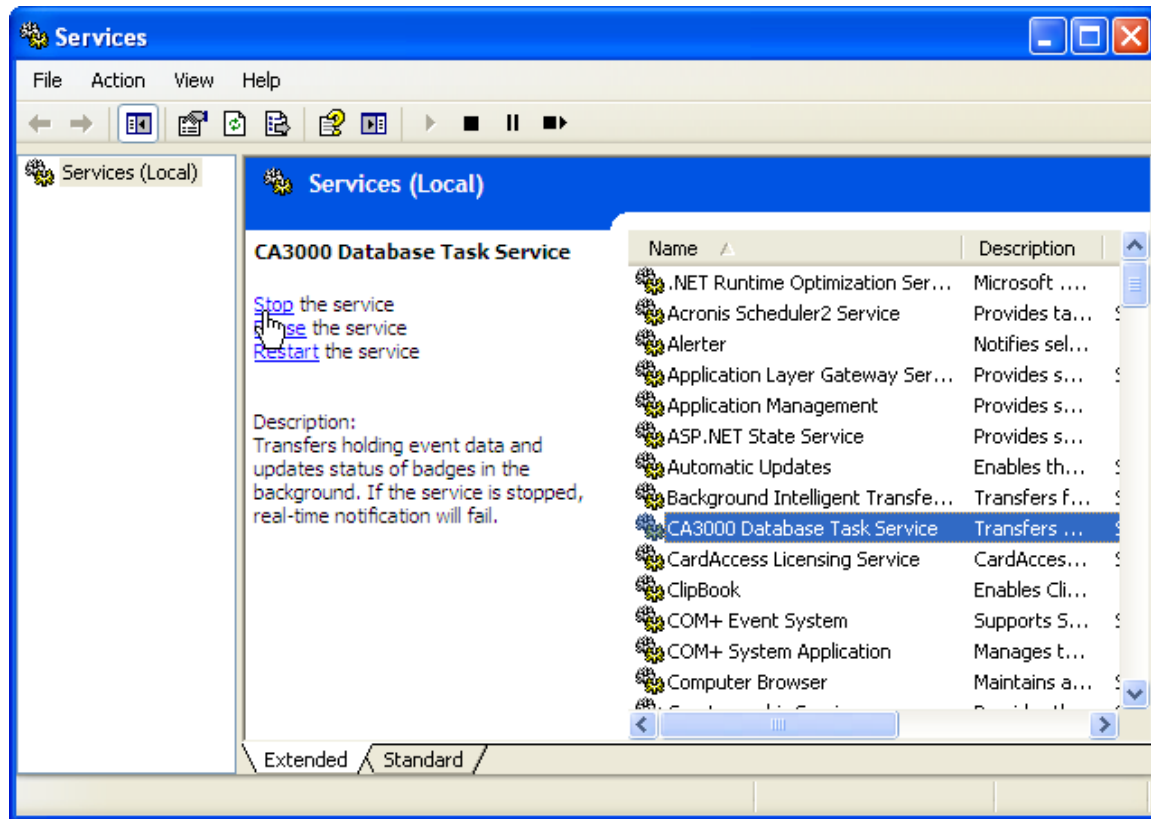 Services
File Action View Help
Services (Local)
Services (Local)
CA3000 Database Task Service
Stop the service
the service
Restart the service
Description:
Transfers holding event data and
updates status of badges in the
background. If the service is stopped,
real-time notification will fail.
Name Description
.NET Runtime Optimization Ser... Microsoft ....
Acronis Scheduler2 Service Provides ta...
Alerter Notifies sel...
Application Layer Gateway Ser... Provides s...
Application Management Provides s...
ASP.NET State Service Provides s...
Automatic Updates Enables th...
Background Intelligent Transfe... Transfers f...
CA3000 Database Task Service Transfers ...
CardAccess Licensing Service CardAcces...
ClipBook Enables Cli...
COM+ Event System Supports S...
COM+ System Application Manages t...
Computer Browser Maintains a...
Extended Standard